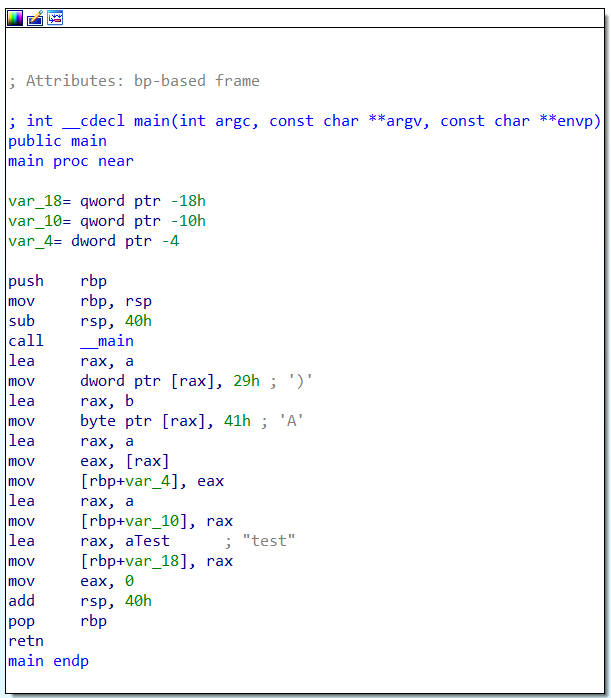 ; Attributes: bp-based frame
; int __cdecl main(int argc, const char **argv, const char **envp)
public main
main proc near
var_18= qword ptr -18h
var_10= qword ptr -10h
var_4= dword ptr -4
push    rbp
mov     rbp, rsp
sub     rsp, 40h
call    __main
lea     rax, a
mov     dword ptr [rax], 29h ; ')'
lea     rax, b
mov     byte ptr [rax], 41h ; 'A'
lea     rax, a
mov     eax, [rax]
mov     [rbp+var_4], eax
lea     rax, a
mov     [rbp+var_10], rax
lea     rax, aTest      ; "test"
mov     [rbp+var_18], rax
mov     eax, 0
add     rsp, 40h
pop     rbp
retn
main endp